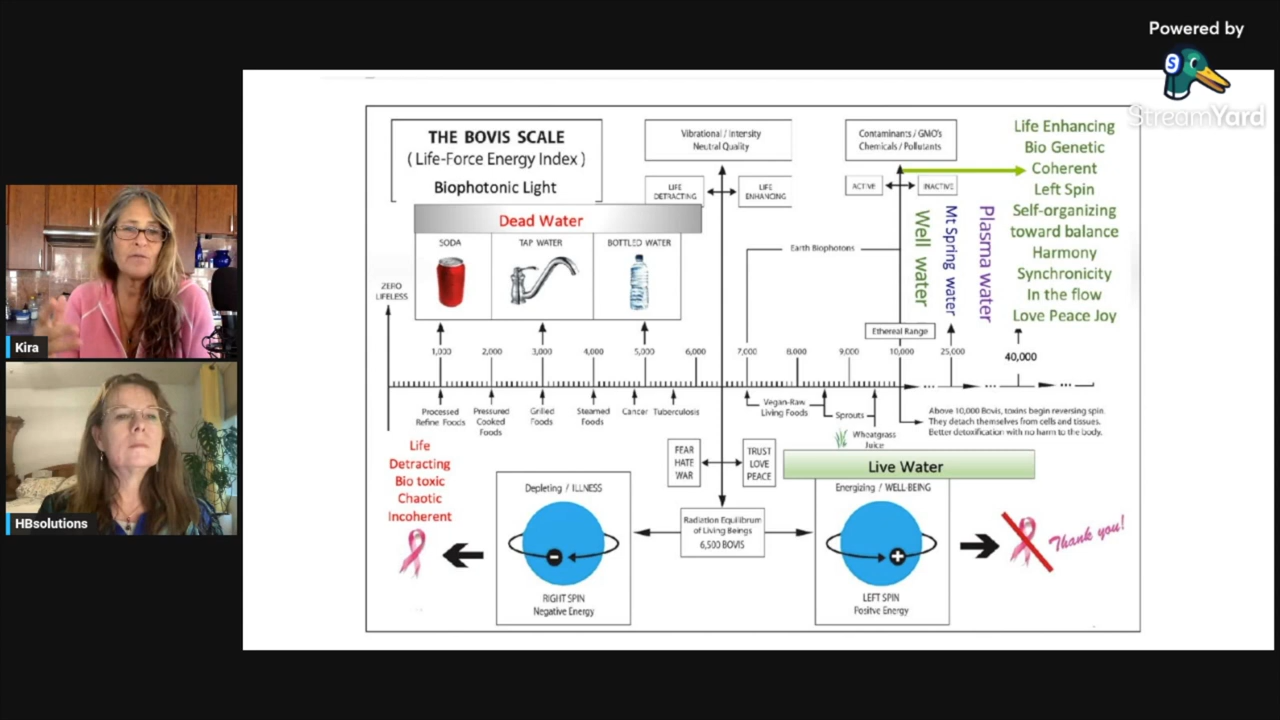 Powered by
S
StreamYard
Kira
HBsolutions
THE BOVIS SCALE
( Life-Force Energy Index )
Biophotonic Light
Dead Water
SODA
TAP WATER
BOTTLED WATER
Vibrational / Intensity
Neutral Quality
LIFE
DETRACTING
LIFE
ENHANCING
Contaminants / GMO's
Chemicals / Pollutants
ACTIVE
INACTIVE
Life Enhancing
Bio Genetic
Coherent
Left Spin
Self-organizing
toward balance
Harmony
Synchronicity
In the flow
Love Peace Joy
Well water
Mt Spring water
Plasma water
Earth Biophotons
Ethereal Range
ZERO
LIFELESS
1,000
2,000
3,000
4,000
5,000
6,000
7,000
8,000
9,000
10,000
25,000
40,000
Processed
Refine Foods
Pressured
Cooked
Foods
Grilled
Foods
Steamed
Foods
Cancer
Tuberculosis
Vegan-Raw
Living Foods
Sprouts
Wheatgrass
Juice
Above 10,000 Bovis, toxins begin reversing spin.
They detach themselves from cells and tissues.
Better detoxification with no harm to the body.
Life
Detracting
Bio toxic
Chaotic
Incoherent
FEAR
HATE
WAR
TRUST
LOVE
PEACE
Live Water
Depleting / ILLNESS
RIGHT SPIN
Negative Energy
Radiation Equilibrium
of Living Beings
6,500 BOVIS
Energizing / WELL-BEING
LEFT SPIN
Positve Energy
Thank you!